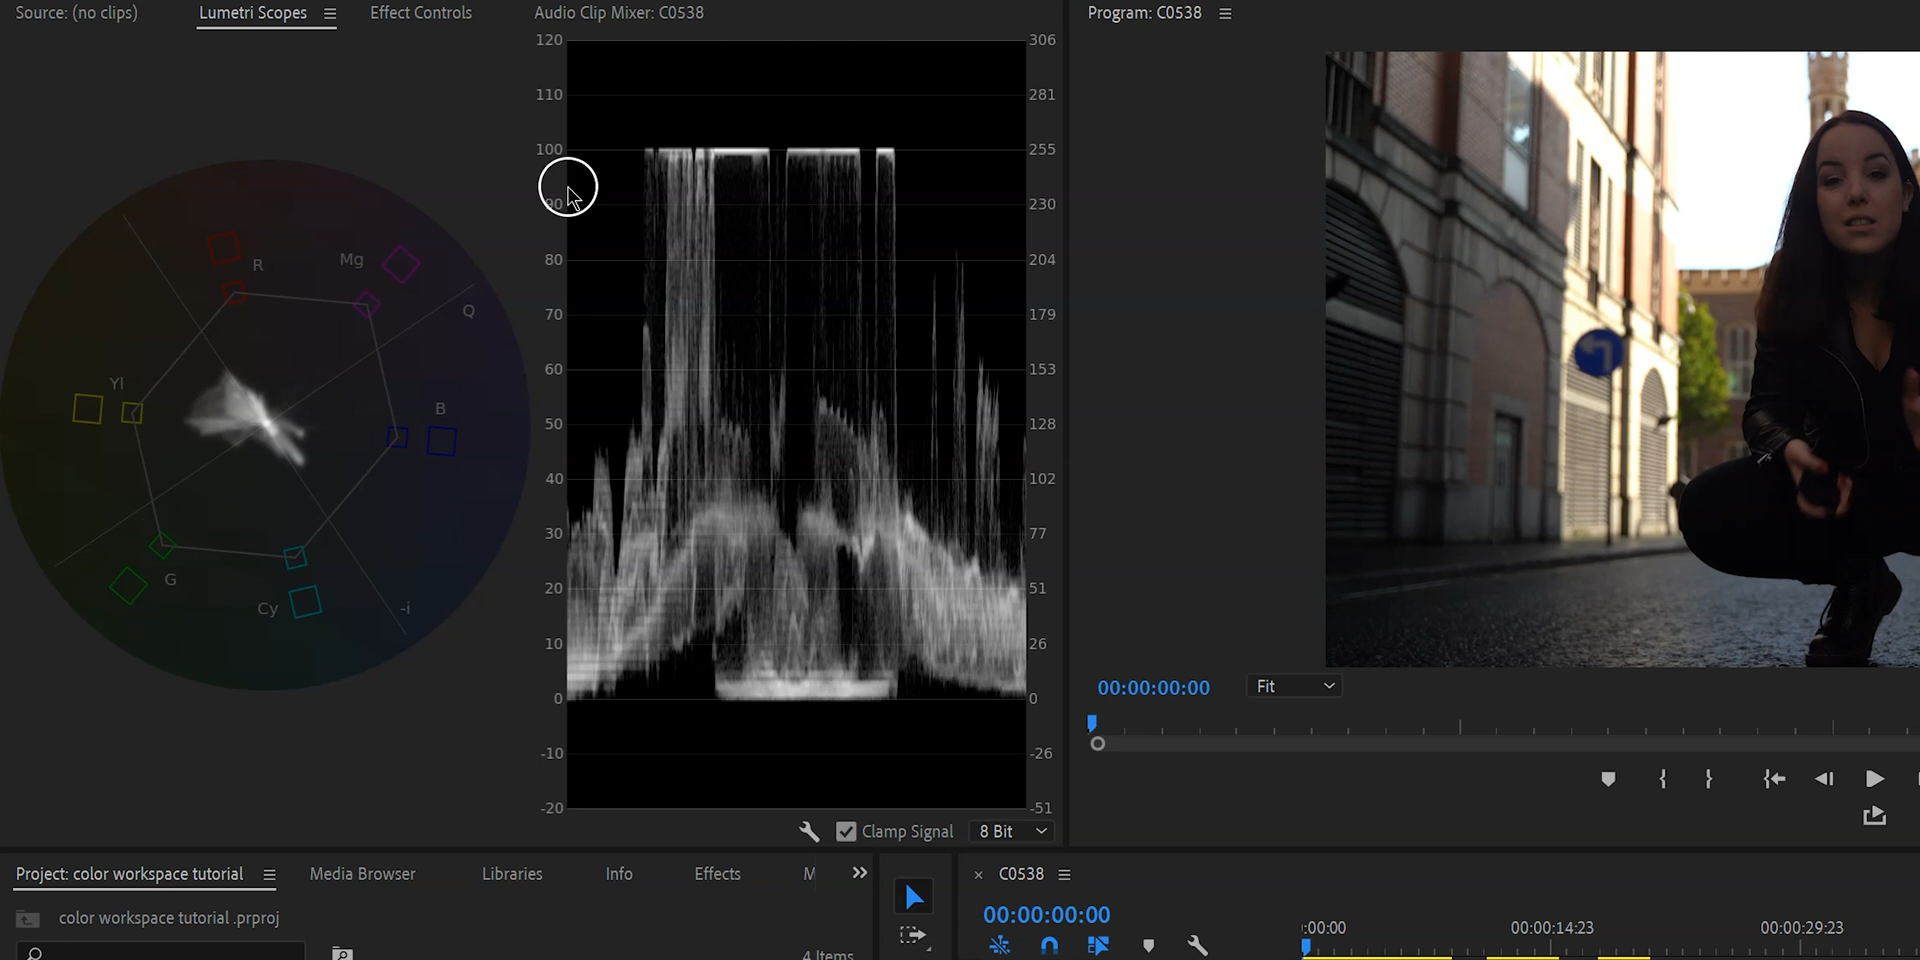 Source: (no clips)
Lumetri Scopes
Effect Controls
Audio Clip Mixer: C0538
Program: C0538
120
306
110
281
100
255
90
230
80
204
70
179
60
153
50
128
40
102
30
77
20
51
10
26
0
0
-10
-26
-20
-51
R
Mg
Q
Yl
B
G
Cy
-i
Clamp Signal
8 Bit
00:00:00:00
Fit
Project: color workspace tutorial
Media Browser
Libraries
Info
Effects
M
C0538
color workspace tutorial .prproj
00:00:00:00
4 Items
:00:00
00:00:14:23
00:00:29:23